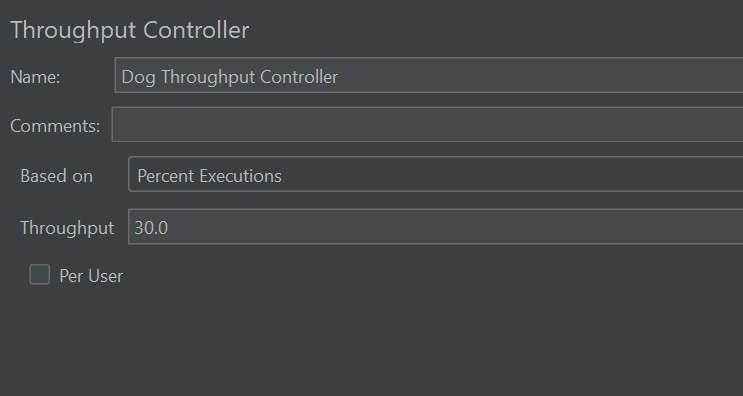 Throughput Controller
Name: Dog Throughput Controller
Comments:
Based on Percent Executions
Throughput 30.0
Per User